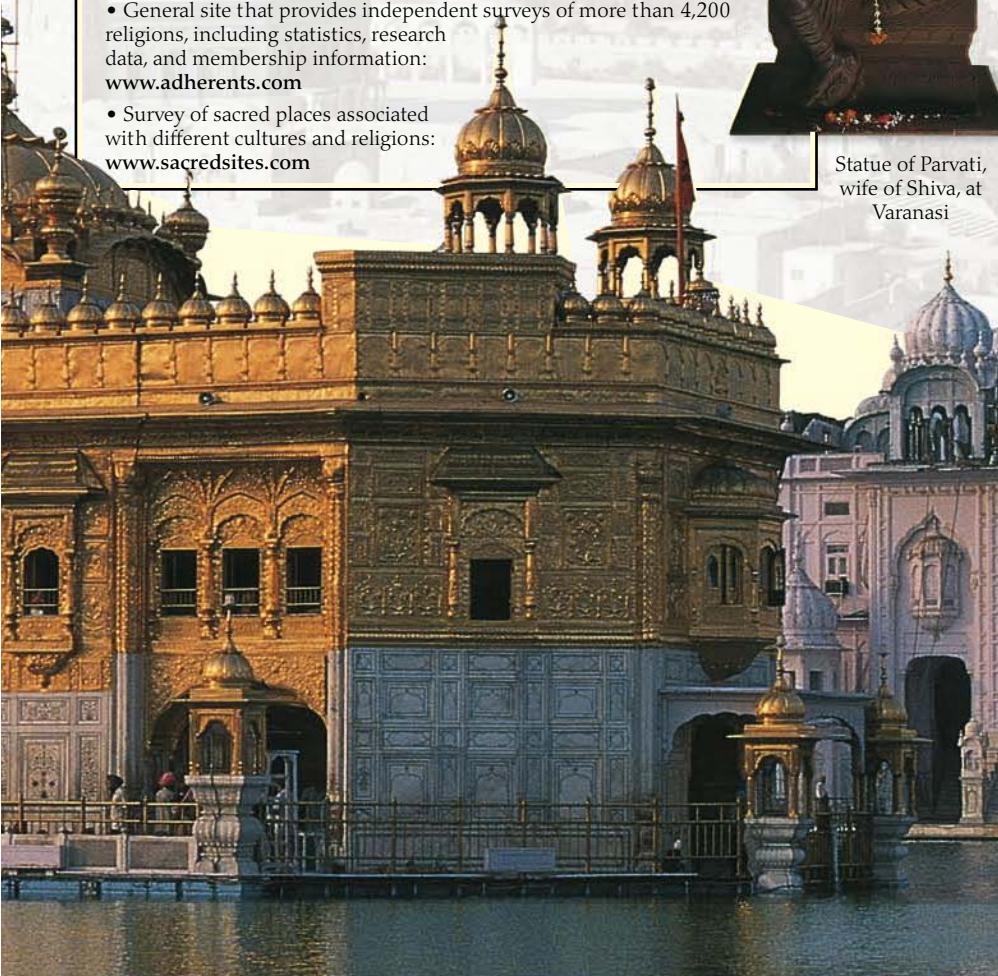 • General site that provides independent surveys of more than 4,200
religions, including statistics, research
data, and membership information:
www.adherents.com
• Survey of sacred places associated
with different cultures and religions:
www.sacredsites.com
Statue of Parvati,
wife of Shiva, at
Varanasi